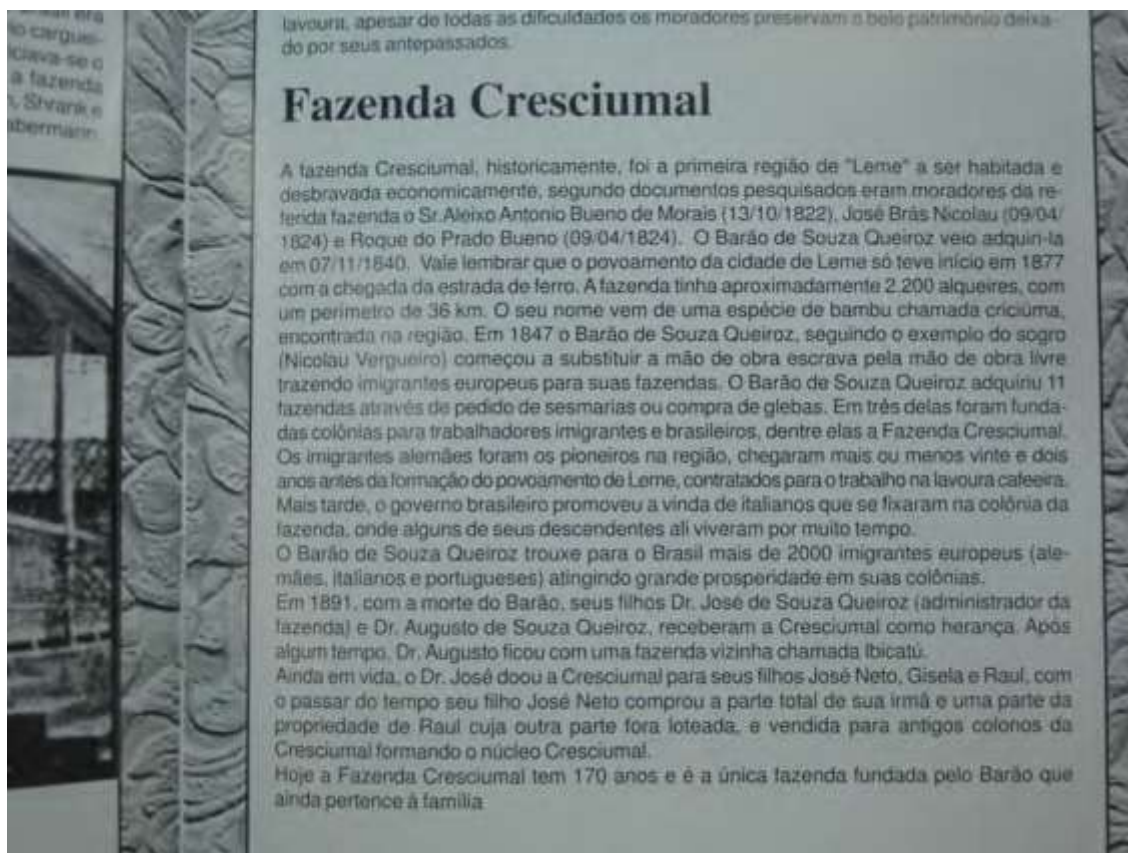 o cargue-
ciava-se o
a fazenda
n, Shrank e
abermann.
lavoura, apesar de todas as dificuldades os moradores preservam o belo patrimônio deixa-
do por seus antepassados.
Fazenda Cresciumal
A fazenda Cresciumal, historicamente, foi a primeira região de "Leme" a ser habitada e
desbravada economicamente, segundo documentos pesquisados eram moradores da re-
ferida fazenda o Sr.Aleixo Antonio Bueno de Morais (13/10/1822), José Brás Nicolau (09/04/
1824) e Roque do Prado Bueno (09/04/1824). O Barão de Souza Queiroz veio adquiri-la
em 07/11/1840. Vale lembrar que o povoamento da cidade de Leme só teve início em 1877
com a chegada da estrada de ferro. A fazenda tinha aproximadamente 2.200 alqueires, com
um perímetro de 36 km. O seu nome vem de uma espécie de bambu chamada criciúma,
encontrada na região. Em 1847 o Barão de Souza Queiroz, seguindo o exemplo do sogro
(Nicolau Vergueiro) começou a substituir a mão de obra escrava pela mão de obra livre
trazendo imigrantes europeus para suas fazendas. O Barão de Souza Queiroz adquiriu 11
fazendas através de pedido de sesmarias ou compra de glebas. Em três delas foram funda-
das colônias para trabalhadores imigrantes e brasileiros, dentre elas a Fazenda Cresciumal.
Os imigrantes alemães foram os pioneiros na região, chegaram mais ou menos vinte e dois
anos antes da formação do povoamento de Leme, contratados para o trabalho na lavoura cafeeira.
Mais tarde, o governo brasileiro promoveu a vinda de italianos que se fixaram na colônia da
fazenda, onde alguns de seus descendentes ali viveram por muito tempo.
O Barão de Souza Queiroz trouxe para o Brasil mais de 2000 imigrantes europeus (ale-
mães, italianos e portugueses) atingindo grande prosperidade em suas colônias.
Em 1891, com a morte do Barão, seus filhos Dr. José de Souza Queiroz (administrador da
fazenda) e Dr. Augusto de Souza Queiroz, receberam a Cresciumal como herança. Após
algum tempo, Dr. Augusto ficou com uma fazenda vizinha chamada Ibicatú.
Ainda em vida, o Dr. José doou a Cresciumal para seus filhos José Neto, Gisela e Raul, com
o passar do tempo seu filho José Neto comprou a parte total de sua irmã e uma parte da
propriedade de Raul cuja outra parte fora loteada, e vendida para antigos colonos da
Cresciumal formando o núcleo Cresciumal.
Hoje a Fazenda Cresciumal tem 170 anos e é a única fazenda fundada pelo Barão que
ainda pertence à família